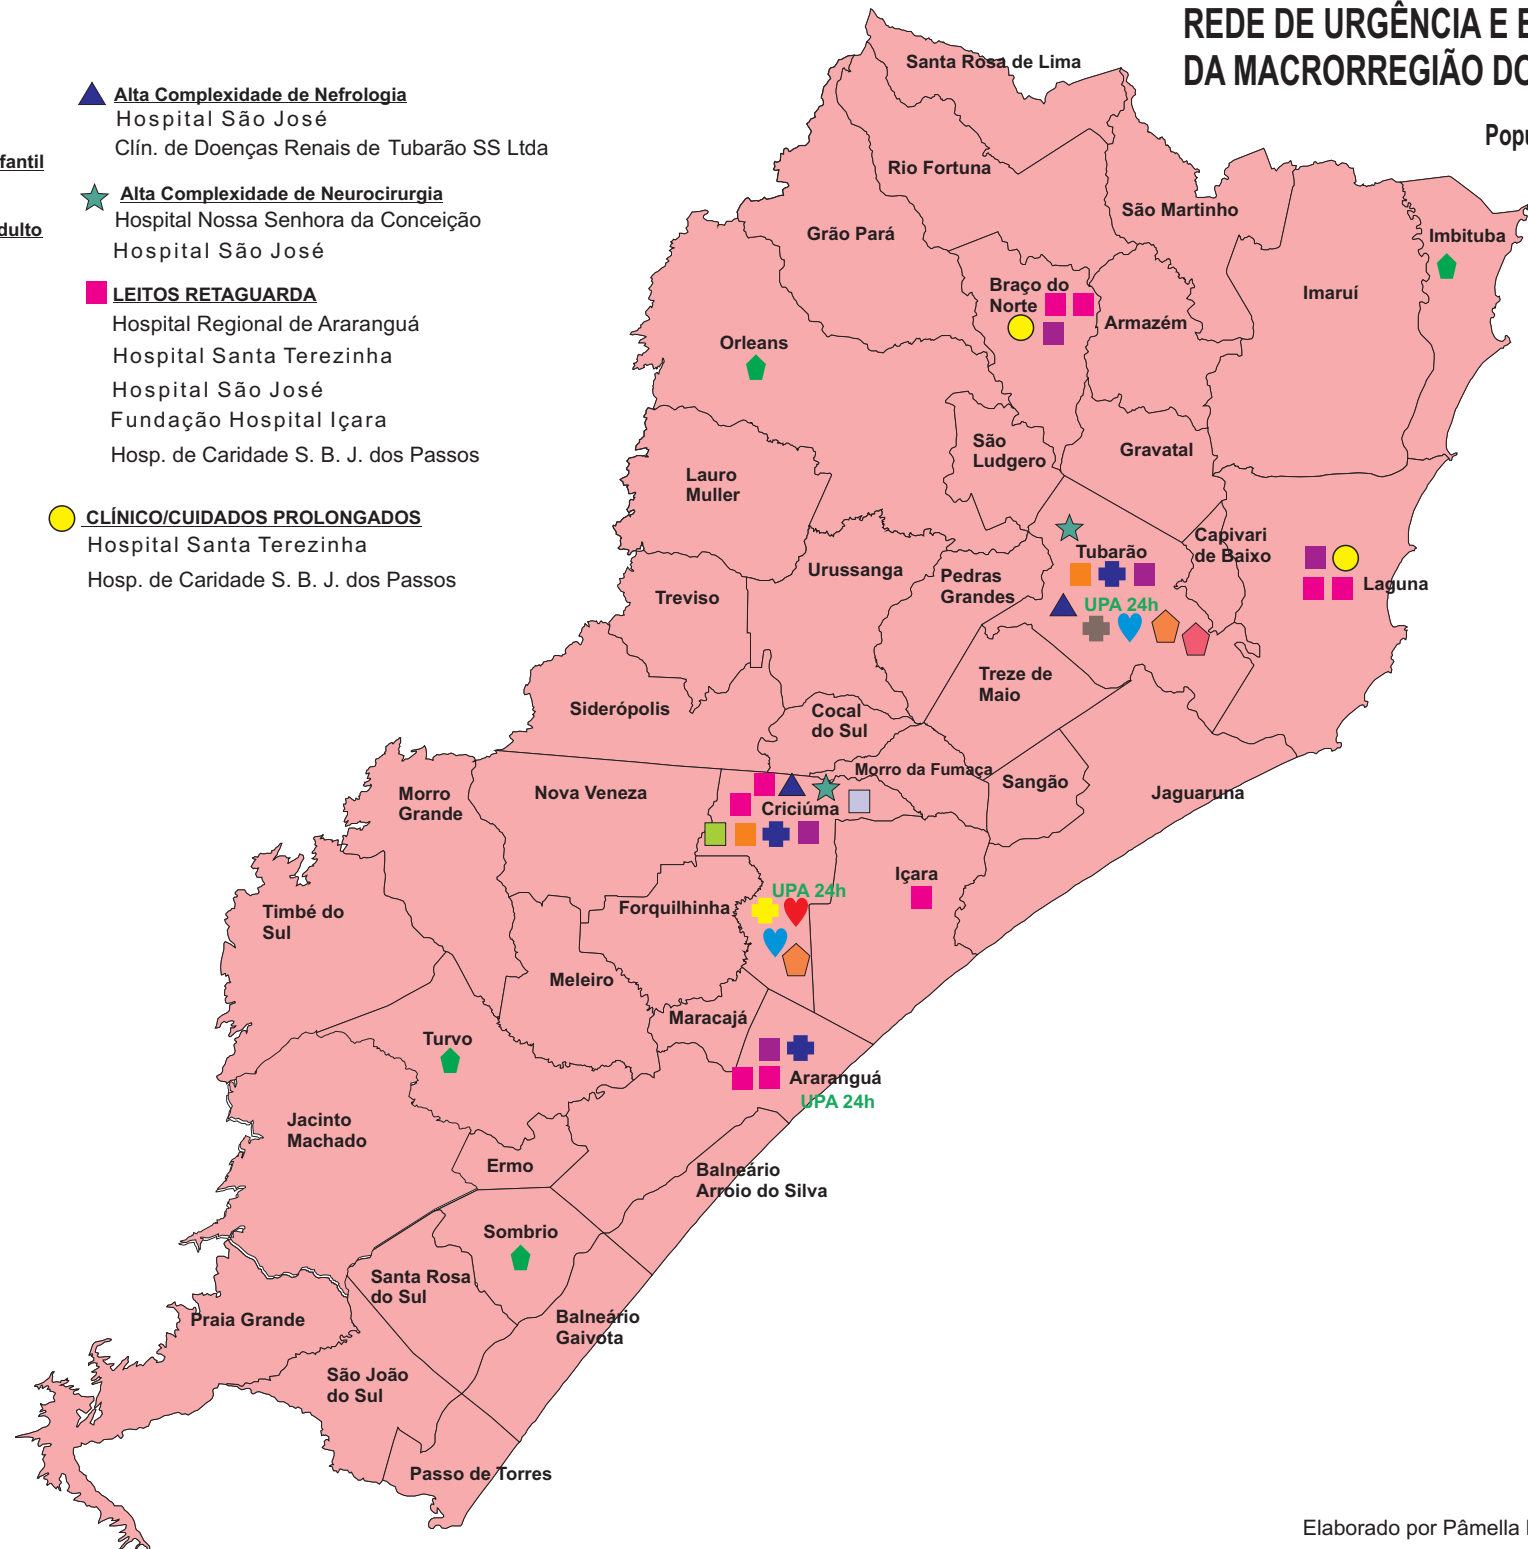 REDE DE URGÊNCIA E E
DA MACRORREGIÃO DO
Popu
fantil
dulto
Alta Complexidade de Nefrologia
Hospital São José
Clín. de Doenças Renais de Tubarão SS Ltda
Alta Complexidade de Neurocirurgia
Hospital Nossa Senhora da Conceição
Hospital São José
LEITOS RETAGUARDA
Hospital Regional de Araranguá
Hospital Santa Terezinha
Hospital São José
Fundação Hospital Içara
Hosp. de Caridade S. B. J. dos Passos
CLÍNICO/CUIDADOS PROLONGADOS
Hospital Santa Terezinha
Hosp. de Caridade S. B. J. dos Passos
Santa Rosa de Lima
Rio Fortuna
São Martinho
Grão Pará
Imbituba
Braço do
Norte
Imaruí
Armazém
Orleans
São
Ludgero
Gravatal
Lauro
Muller
Capivari
de Baixo
Tubarão
UPA 24h
Laguna
Urussanga
Pedras
Grandes
Treviso
Treze de
Maio
Siderópolis
Cocal
do Sul
Morro da Fumaça
Sangão
Jaguaruna
Morro
Grande
Nova Veneza
Criciúma
UPA 24h
Içara
Timbé do
Sul
Forquilhinha
Meleiro
Maracajá
Turvo
Araranguá
UPA 24h
Jacinto
Machado
Ermo
Balneário
Arroio do Silva
Sombrio
Santa Rosa
do Sul
Praia Grande
Balneário
Gaivota
São João
do Sul
Passo de Torres
Elaborado por Pâmella